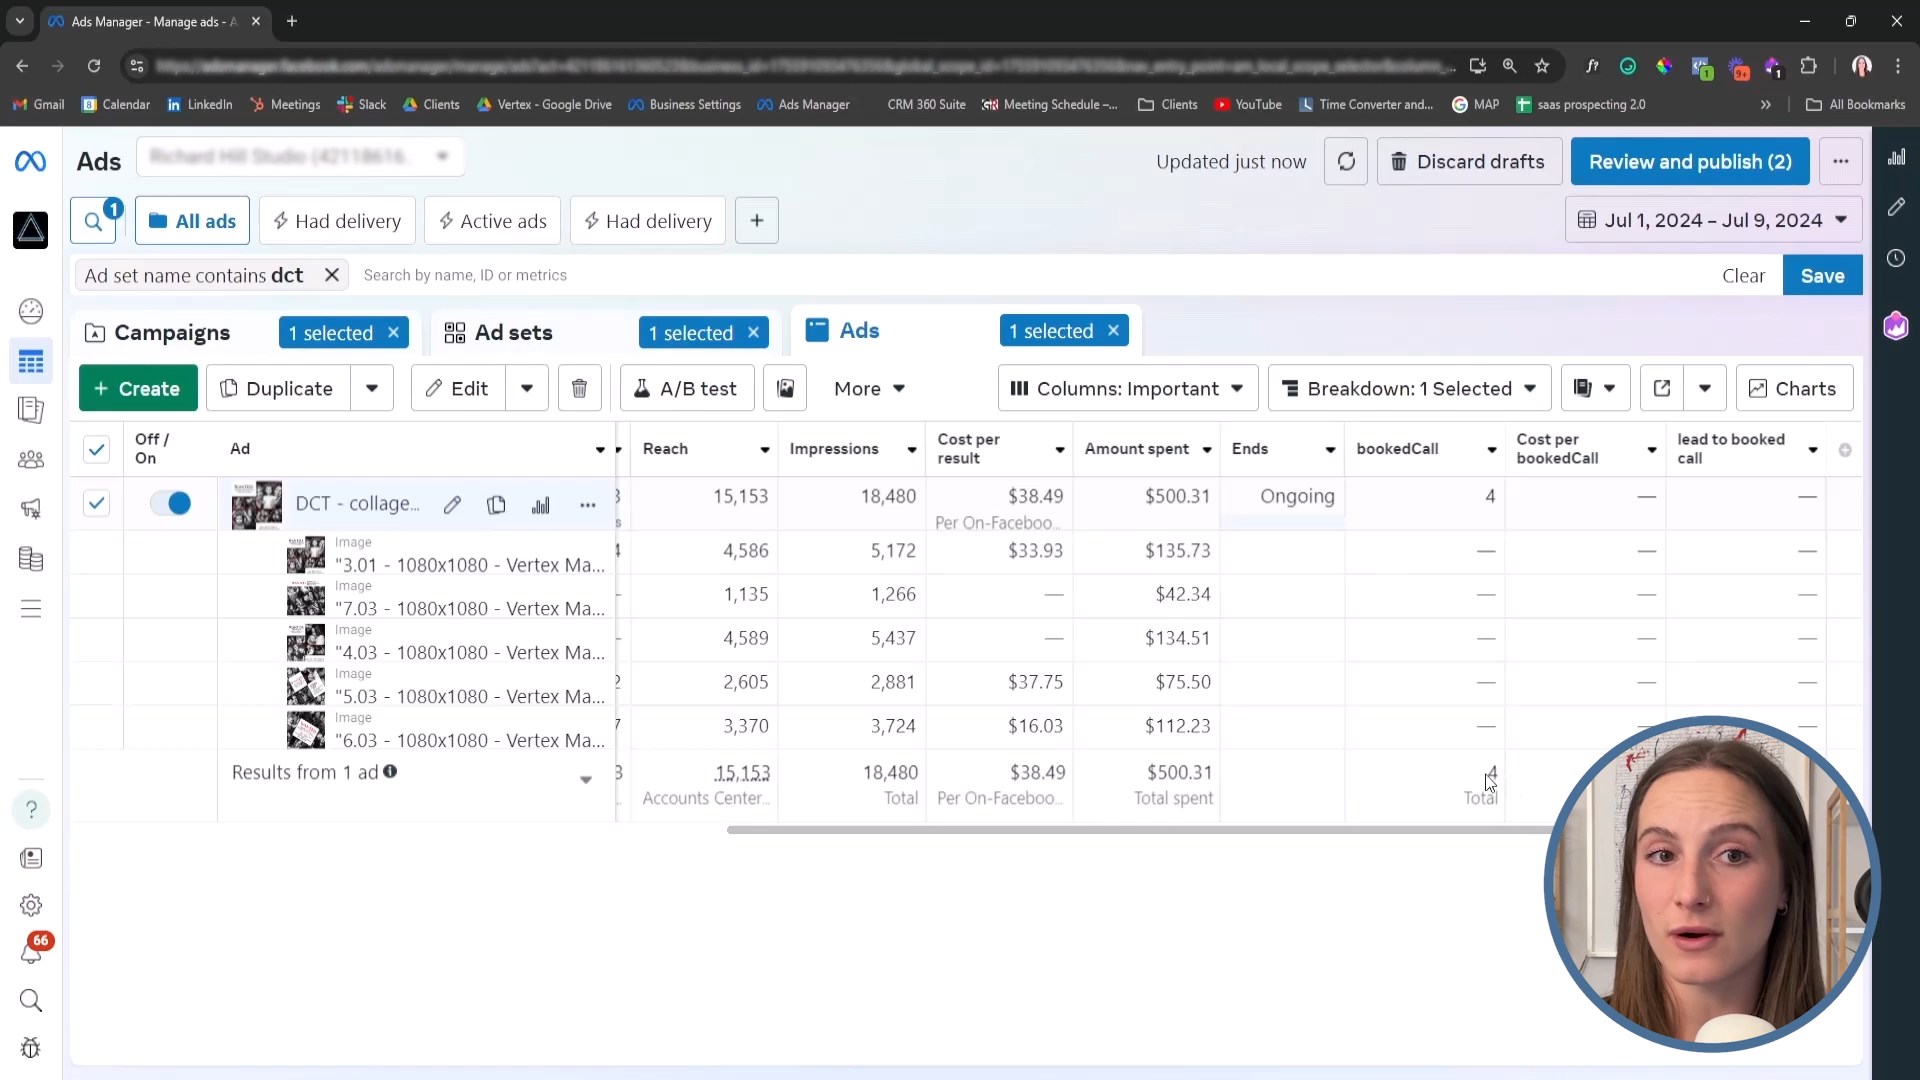 Ads Manager - Manage ads - A
Gmail
Calendar
LinkedIn
Meetings
Slack
Clients
Vertex - Google Drive
Business Settings
Ads Manager
CRM 360 Suite
Meeting Schedule –...
Clients
YouTube
Time Converter and...
MAP
saas prospecting 2.0
All Bookmarks
Ads
Updated just now
Discard drafts
Review and publish (2)
1
All ads
Had delivery
Active ads
Had delivery
Jul 1, 2024 – Jul 9, 2024
Ad set name contains dct
Search by name, ID or metrics
Clear
Save
Campaigns
1 selected
Ad sets
1 selected
Ads
1 selected
+ Create
Duplicate
Edit
A/B test
More
Columns: Important
Breakdown: 1 Selected
Charts
Off / On
Ad
Reach
Impressions
Cost per result
Amount spent
Ends
bookedCall
Cost per bookedCall
lead to booked call
DCT - collage...
15,153
18,480
$38.49
Per On-Faceboo...
$500.31
Ongoing
4
—
—
Image
"3.01 - 1080x1080 - Vertex Ma...
4,586
5,172
$33.93
$135.73
—
—
—
Image
"7.03 - 1080x1080 - Vertex Ma...
1,135
1,266
—
$42.34
—
—
—
Image
"4.03 - 1080x1080 - Vertex Ma...
4,589
5,437
—
$134.51
—
—
—
Image
"5.03 - 1080x1080 - Vertex Ma...
2,605
2,881
$37.75
$75.50
—
—
—
Image
"6.03 - 1080x1080 - Vertex Ma...
3,370
3,724
$16.03
$112.23
—
—
—
Results from 1 ad
15,153
Accounts Center...
18,480
Total
$38.49
Per On-Faceboo...
$500.31
Total spent
4
Total
66